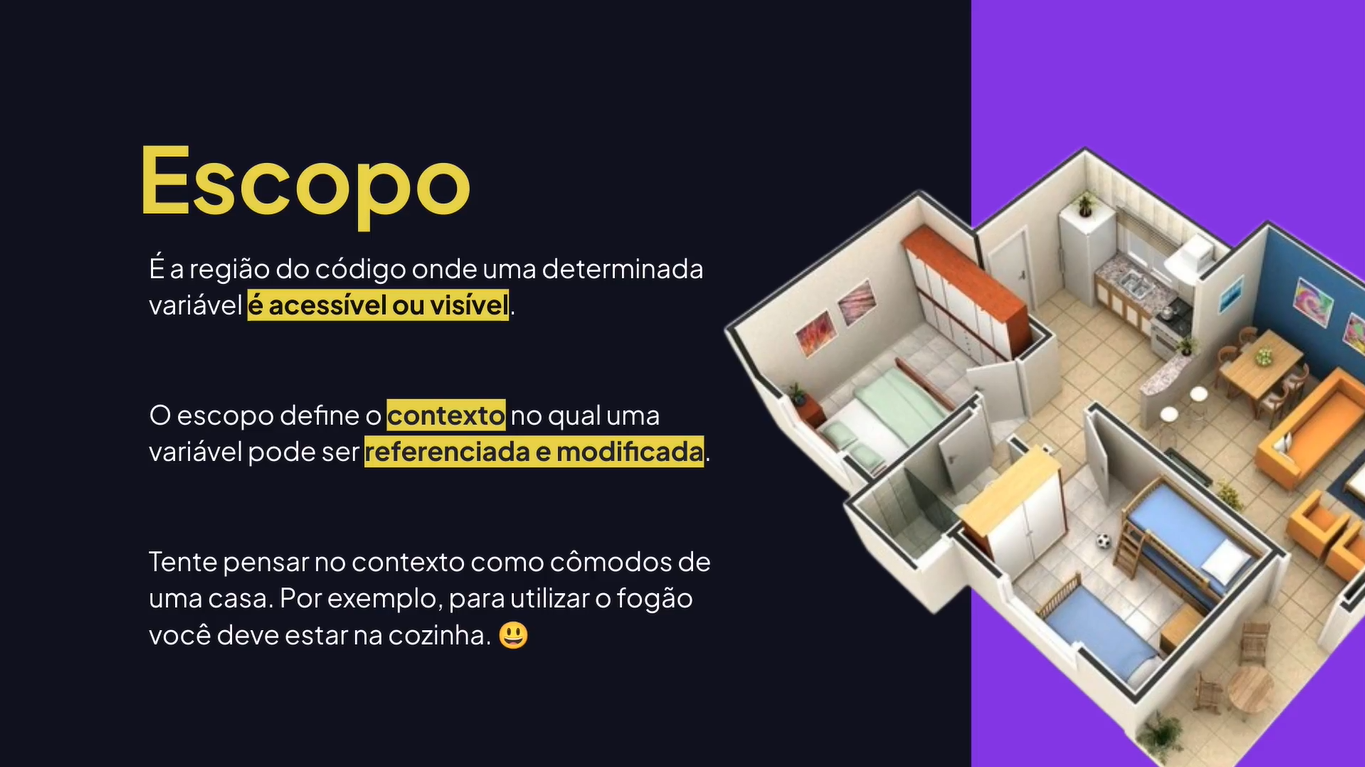 Escopo
É a região do código onde uma determinada
variável é acessível ou visível.
O escopo define o contexto no qual uma
variável pode ser referenciada e modificada.
Tente pensar no contexto como cômodos de
uma casa. Por exemplo, para utilizar o fogão
você deve estar na cozinha. 😃